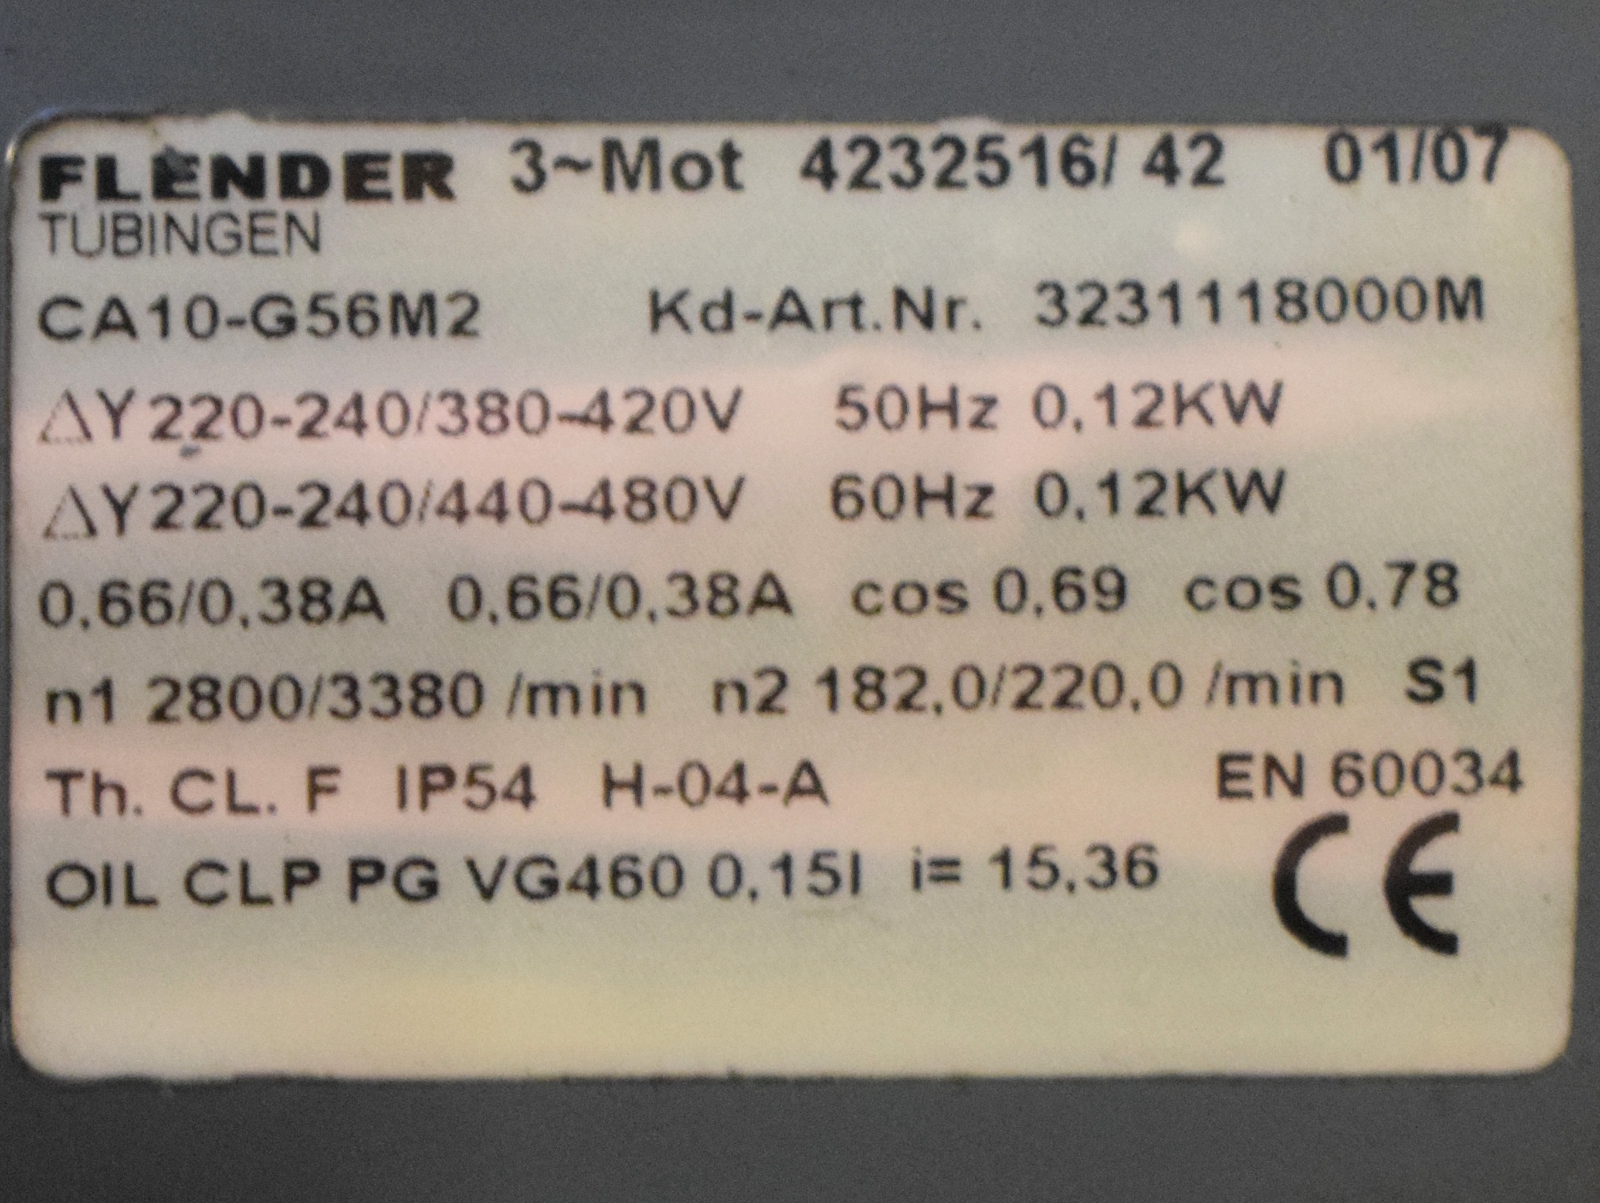 FLENDER 3~Mot 4232516/ 42 01/07
TUBINGEN
CA10-G56M2 Kd-Art.Nr. 3231118000M
△Y 220-240/380-420V 50Hz 0,12KW
△Y 220-240/440-480V 60Hz 0,12KW
0,66/0,38A 0,66/0,38A cos 0,69 cos 0,78
n1 2800/3380 /min n2 182,0/220,0 /min S1
Th. CL. F IP54 H-04-A EN 60034
OIL CLP PG VG460 0,15l i= 15,36
CE